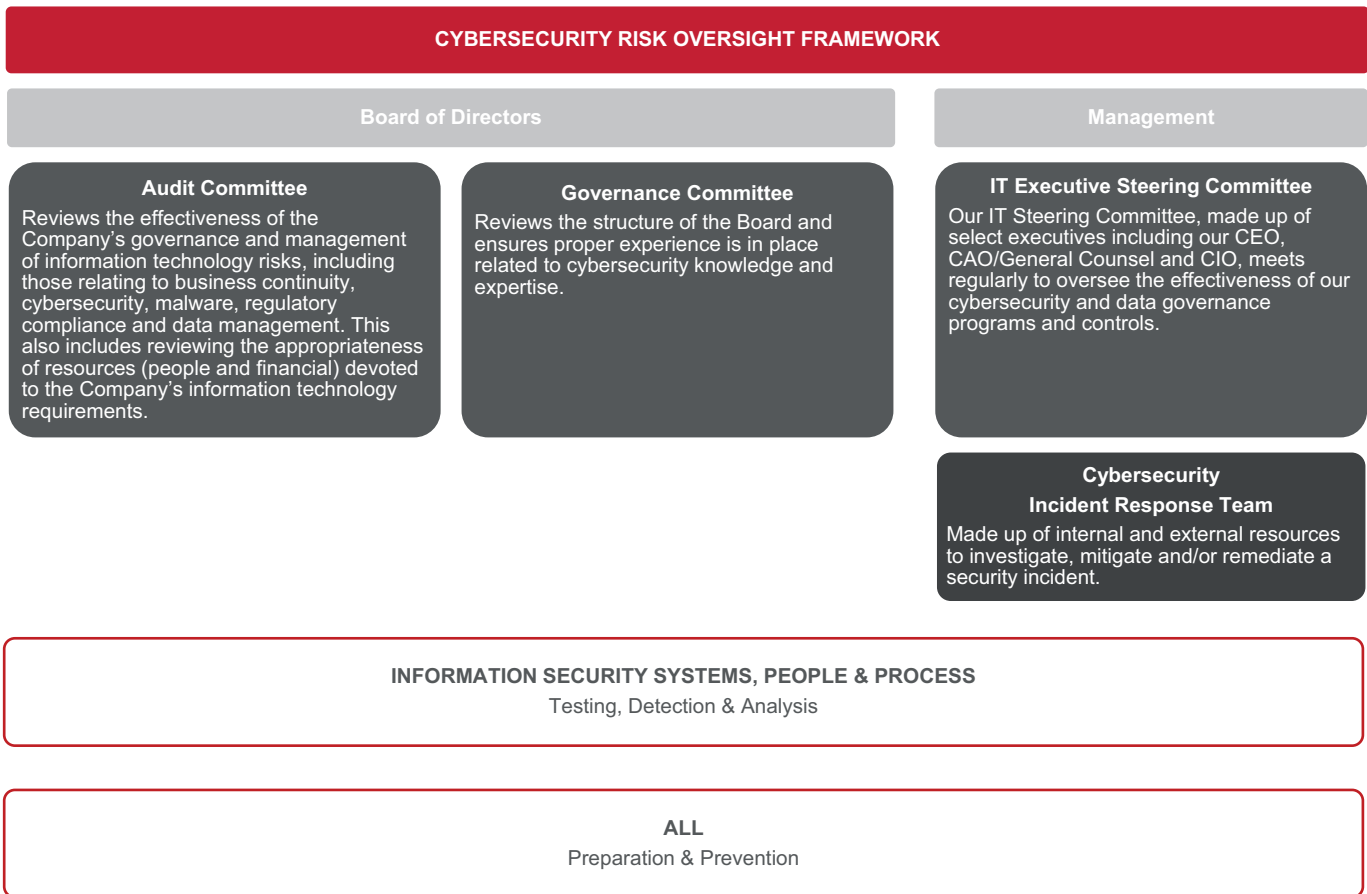 CYBERSECURITY RISK OVERSIGHT FRAMEWORK
Board of Directors
Management
Audit Committee
Reviews the effectiveness of the
Company’s governance and management
of information technology risks, including
those relating to business continuity,
cybersecurity, malware, regulatory
compliance and data management. This
also includes reviewing the appropriateness
of resources (people and financial) devoted
to the Company’s information technology
requirements.
Governance Committee
Reviews the structure of the Board and
ensures proper experience is in place
related to cybersecurity knowledge and
expertise.
IT Executive Steering Committee
Our IT Steering Committee, made up of
select executives including our CEO,
CAO/General Counsel and CIO, meets
regularly to oversee the effectiveness of our
cybersecurity and data governance
programs and controls.
Cybersecurity
Incident Response Team
Made up of internal and external resources
to investigate, mitigate and/or remediate a
security incident.
INFORMATION SECURITY SYSTEMS, PEOPLE & PROCESS
Testing, Detection & Analysis
ALL
Preparation & Prevention